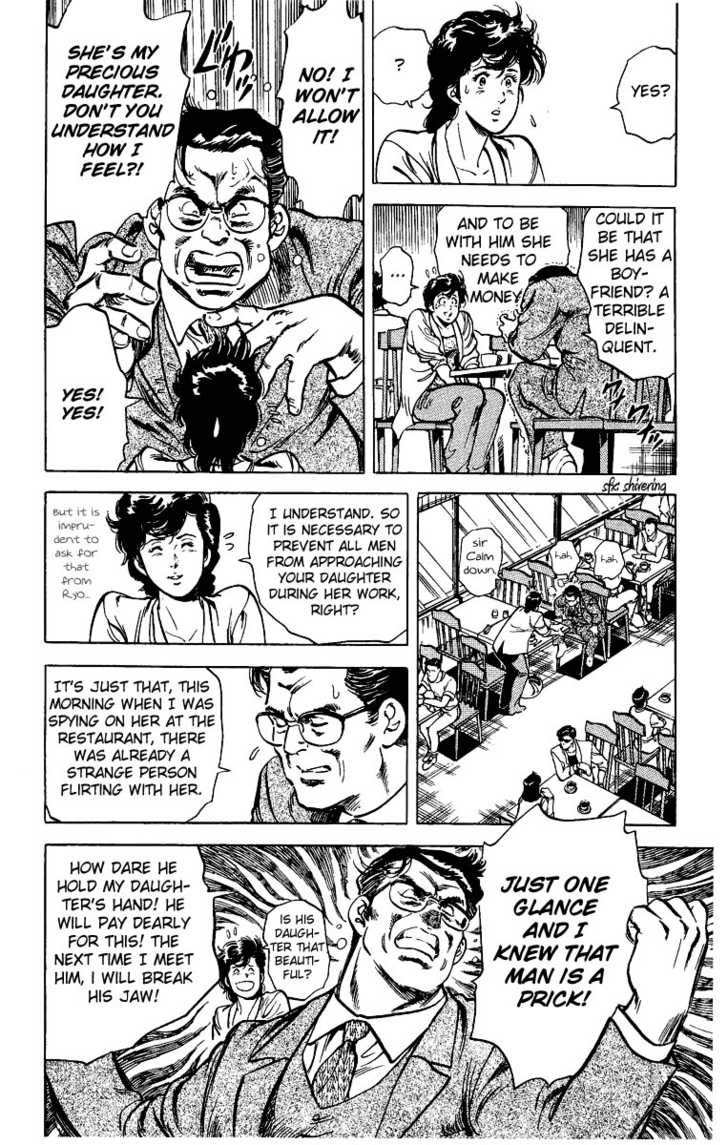 YES?
?
NO! I
WON'T
ALLOW
IT!
SHE'S MY
PRECIOUS
DAUGHTER.
DON'T YOU
UNDERSTAND
HOW I
FEEL?!
YES!
YES!
COULD IT
BE THAT
SHE HAS A
BOY-
FRIEND? A
TERRIBLE
DELIN-
QUENT.
AND TO BE
WITH HIM SHE
NEEDS TO
MAKE
MONEY
...
sfx: shivering
I UNDERSTAND. SO
IT IS NECESSARY TO
PREVENT ALL MEN
FROM APPROACHING
YOUR DAUGHTER
DURING HER WORK,
RIGHT?
But it is
impru-
dent to
ask for
that
from
Ryo...
sir
Calm
down.
hah,
hah,
IT'S JUST THAT, THIS
MORNING WHEN I WAS
SPYING ON HER AT THE
RESTAURANT, THERE
WAS ALREADY A
STRANGE PERSON
FLIRTING WITH HER.
JUST ONE
GLANCE
AND I
KNEW THAT
MAN IS A
PRICK!
IS HIS
DAUGH-
TER THAT
BEAUTI-
FUL?
HOW DARE HE
HOLD MY DAUGH-
TER'S HAND! HE
WILL PAY DEARLY
FOR THIS! THE
NEXT TIME I MEET
HIM, I WILL BREAK
HIS JAW!